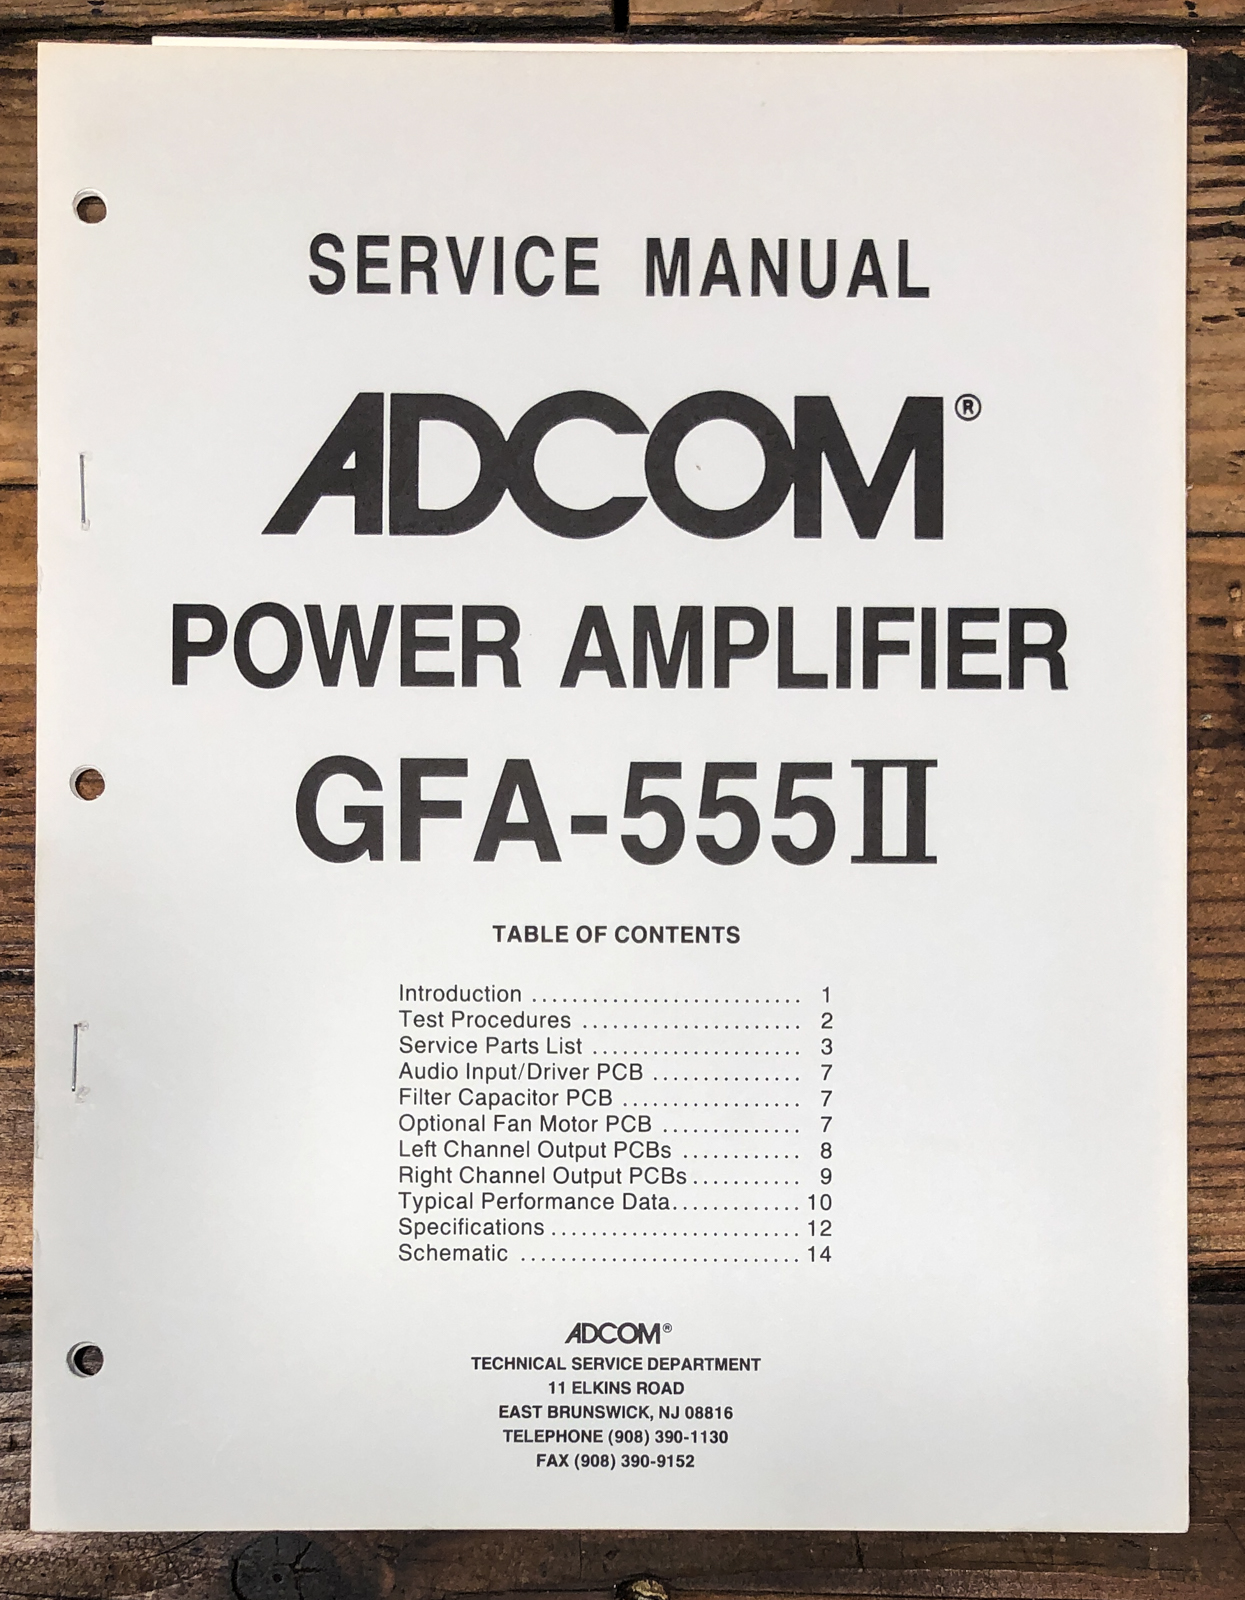 SERVICE MANUAL
ADCOM®
POWER AMPLIFIER
GFA-555II
TABLE OF CONTENTS
Introduction ........................... 1
Test Procedures ...................... 2
Service Parts List ..................... 3
Audio Input/Driver PCB ............... 7
Filter Capacitor PCB .................. 7
Optional Fan Motor PCB .............. 7
Left Channel Output PCBs ............ 8
Right Channel Output PCBs ........... 9
Typical Performance Data............. 10
Specifications ......................... 12
Schematic ............................ 14
ADCOM®
TECHNICAL SERVICE DEPARTMENT
11 ELKINS ROAD
EAST BRUNSWICK, NJ 08816
TELEPHONE (908) 390-1130
FAX (908) 390-9152